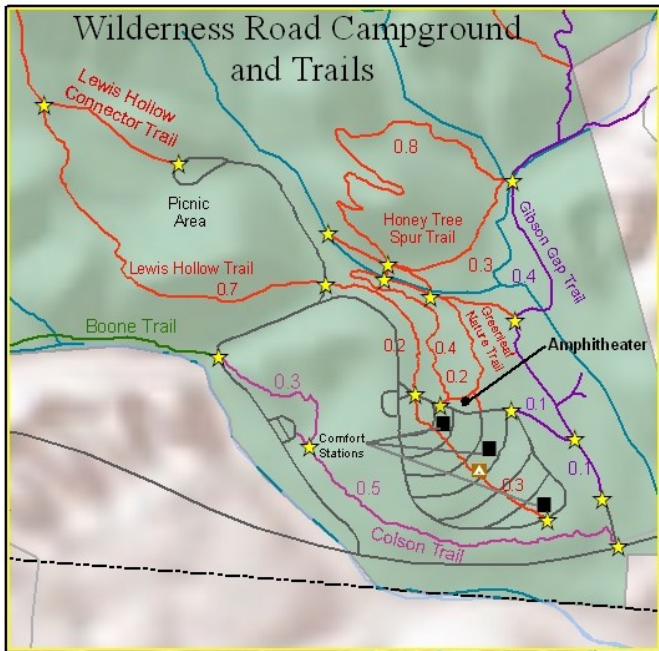 Wilderness Road Campground
and Trails
Lewis Hollow
Connector Trail
0.8
Picnic
Area
Honey Tree
Spur Trail
Gibson Gap Trail
0.3
0.4
Lewis Hollow Trail
0.7
Boone Trail
Greenleaf
Nature Trail
Amphitheater
0.2
0.4
0.2
0.3
0.1
Comfort
Stations
0.1
0.3
0.5
Colson Trail